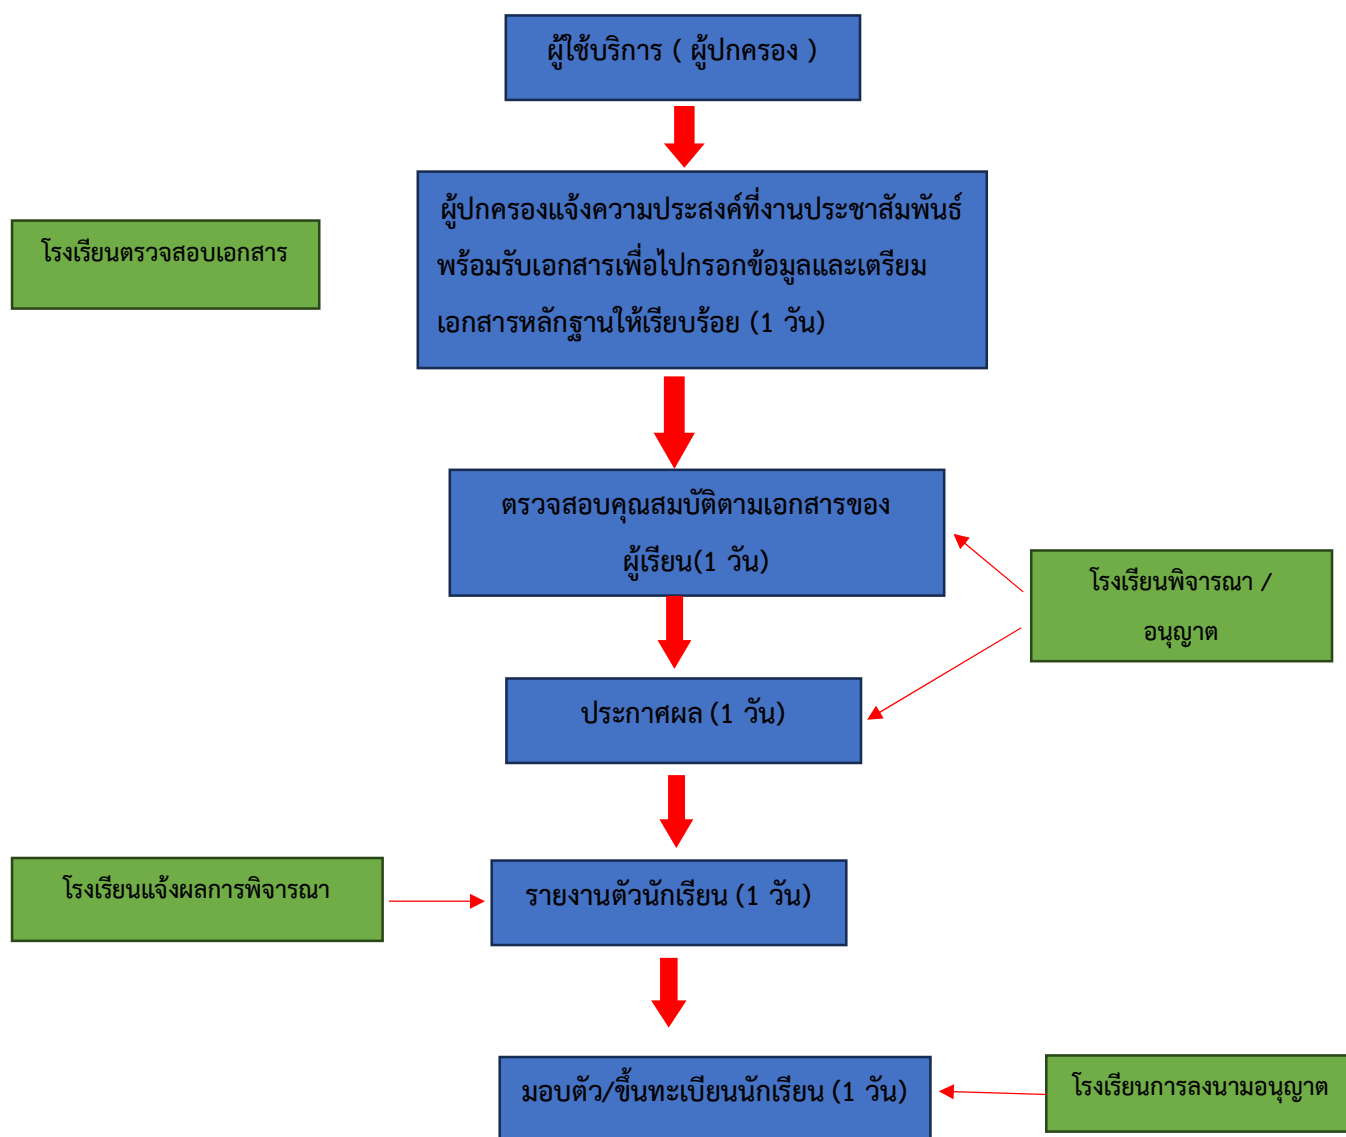 ผู้ใช้บริการ ( ผู้ปกครอง )
ผู้ปกครองแจ้งความประสงค์ที่งานประชาสัมพันธ์
พร้อมรับเอกสารเพื่อไปกรอกข้อมูลและเตรียม
เอกสารหลักฐานให้เรียบร้อย (1 วัน)
โรงเรียนตรวจสอบเอกสาร
ตรวจสอบคุณสมบัติตามเอกสารของ
ผู้เรียน(1 วัน)
โรงเรียนพิจารณา /
อนุญาต
ประกาศผล (1 วัน)
โรงเรียนแจ้งผลการพิจารณา
รายงานตัวนักเรียน (1 วัน)
มอบตัว/ขึ้นทะเบียนนักเรียน (1 วัน)
โรงเรียนการลงนามอนุญาต